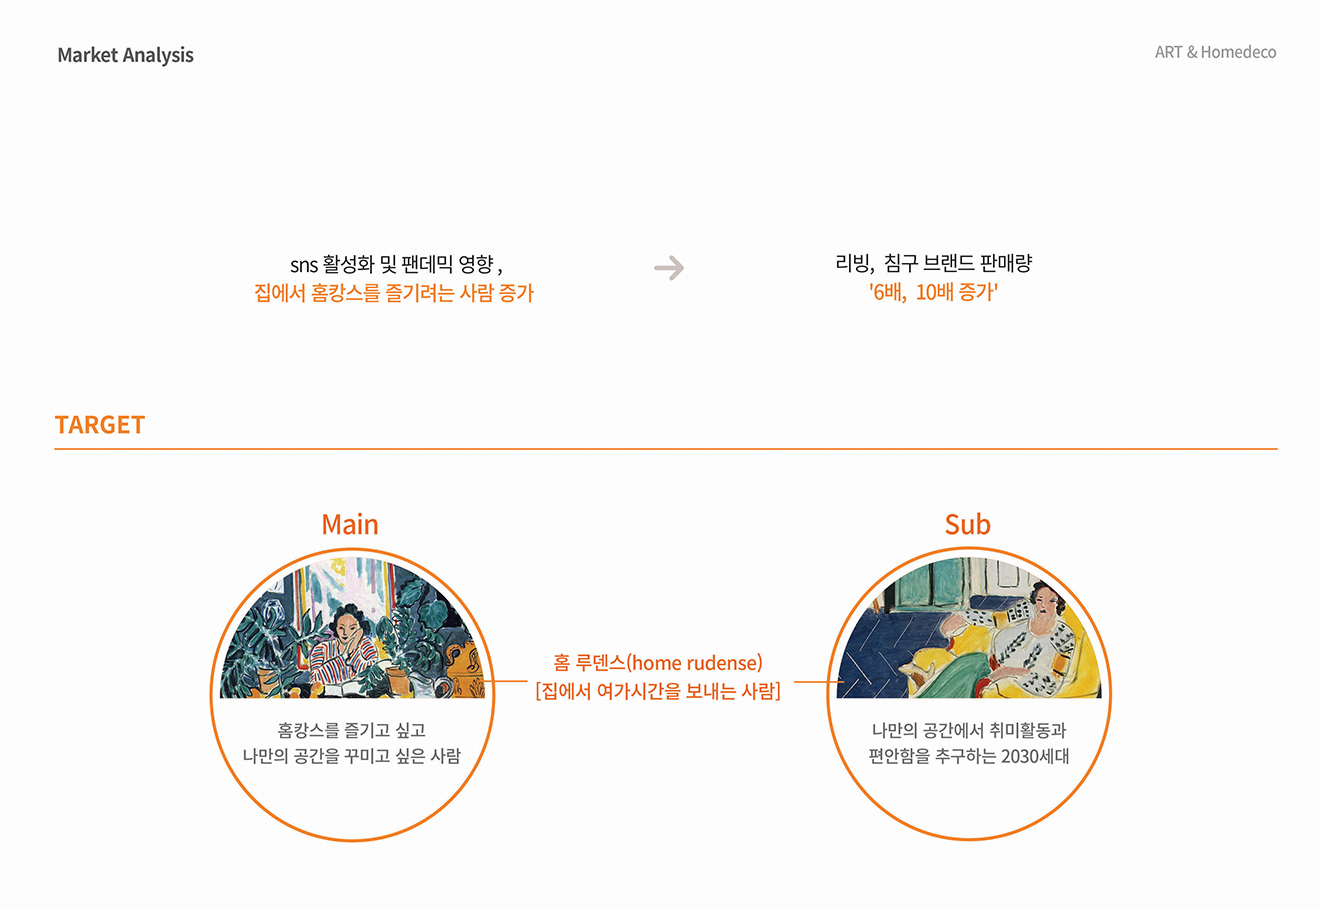 Market Analysis
ART & Homedeco
sns 활성화 및 팬데믹 영향 ,
집에서 홈캉스를 즐기려는 사람 증가
리빙, 침구 브랜드 판매량
'6배, 10배 증가'
TARGET
Main
Sub
홈 루덴스(home rudense)
[집에서 여가시간을 보내는 사람]
홈캉스를 즐기고 싶고
나만의 공간을 꾸미고 싶은 사람
나만의 공간에서 취미활동과
편안함을 추구하는 2030세대